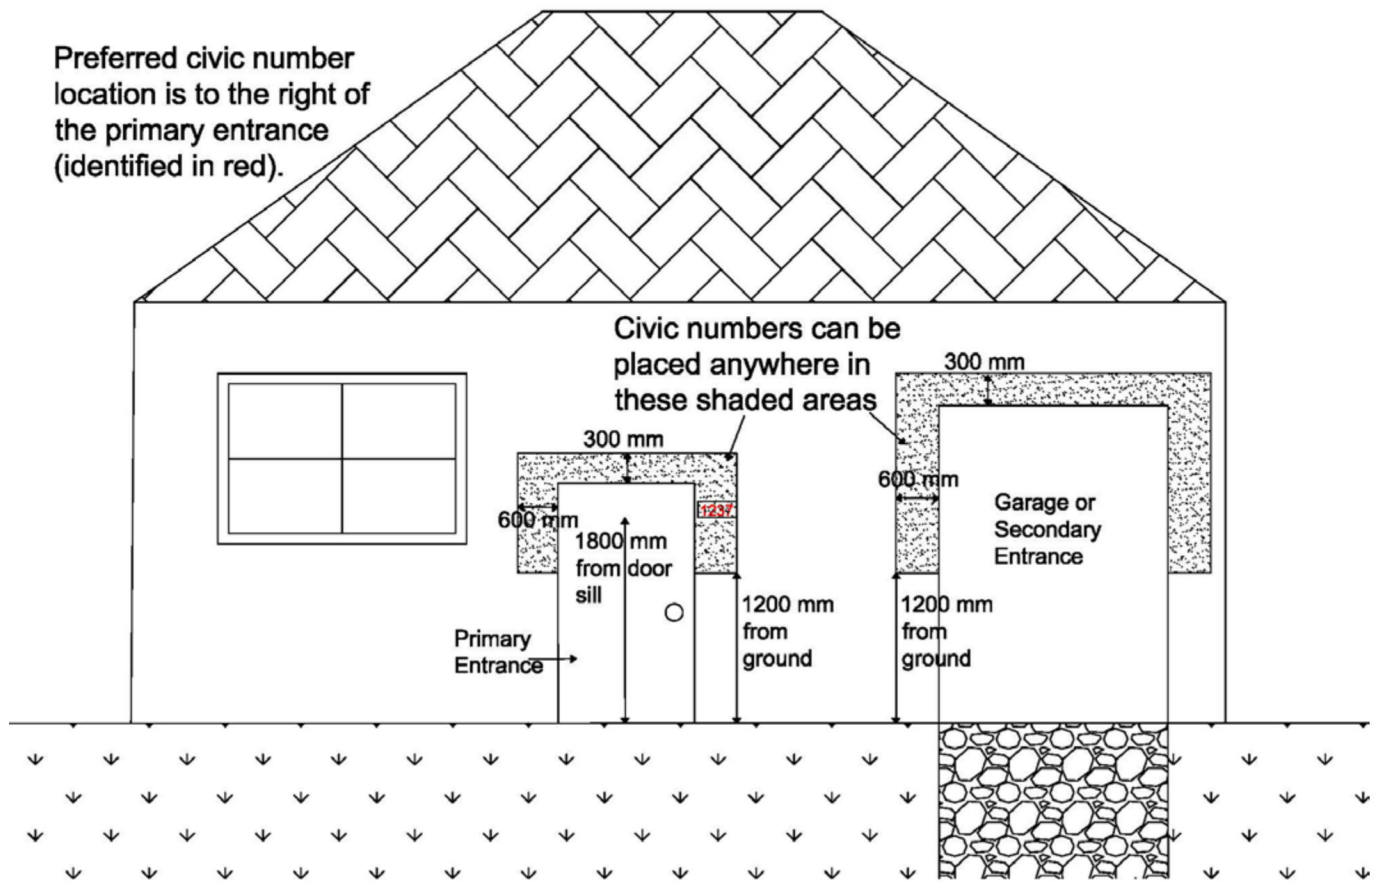 Preferred civic number
location is to the right of
the primary entrance
(identified in red).
Civic numbers can be
placed anywhere in
these shaded areas
300 mm
300 mm
600 mm
600 mm
1237
1800 mm
from door
sill
Garage or
Secondary
Entrance
1200 mm
from
ground
1200 mm
from
ground
Primary
Entrance